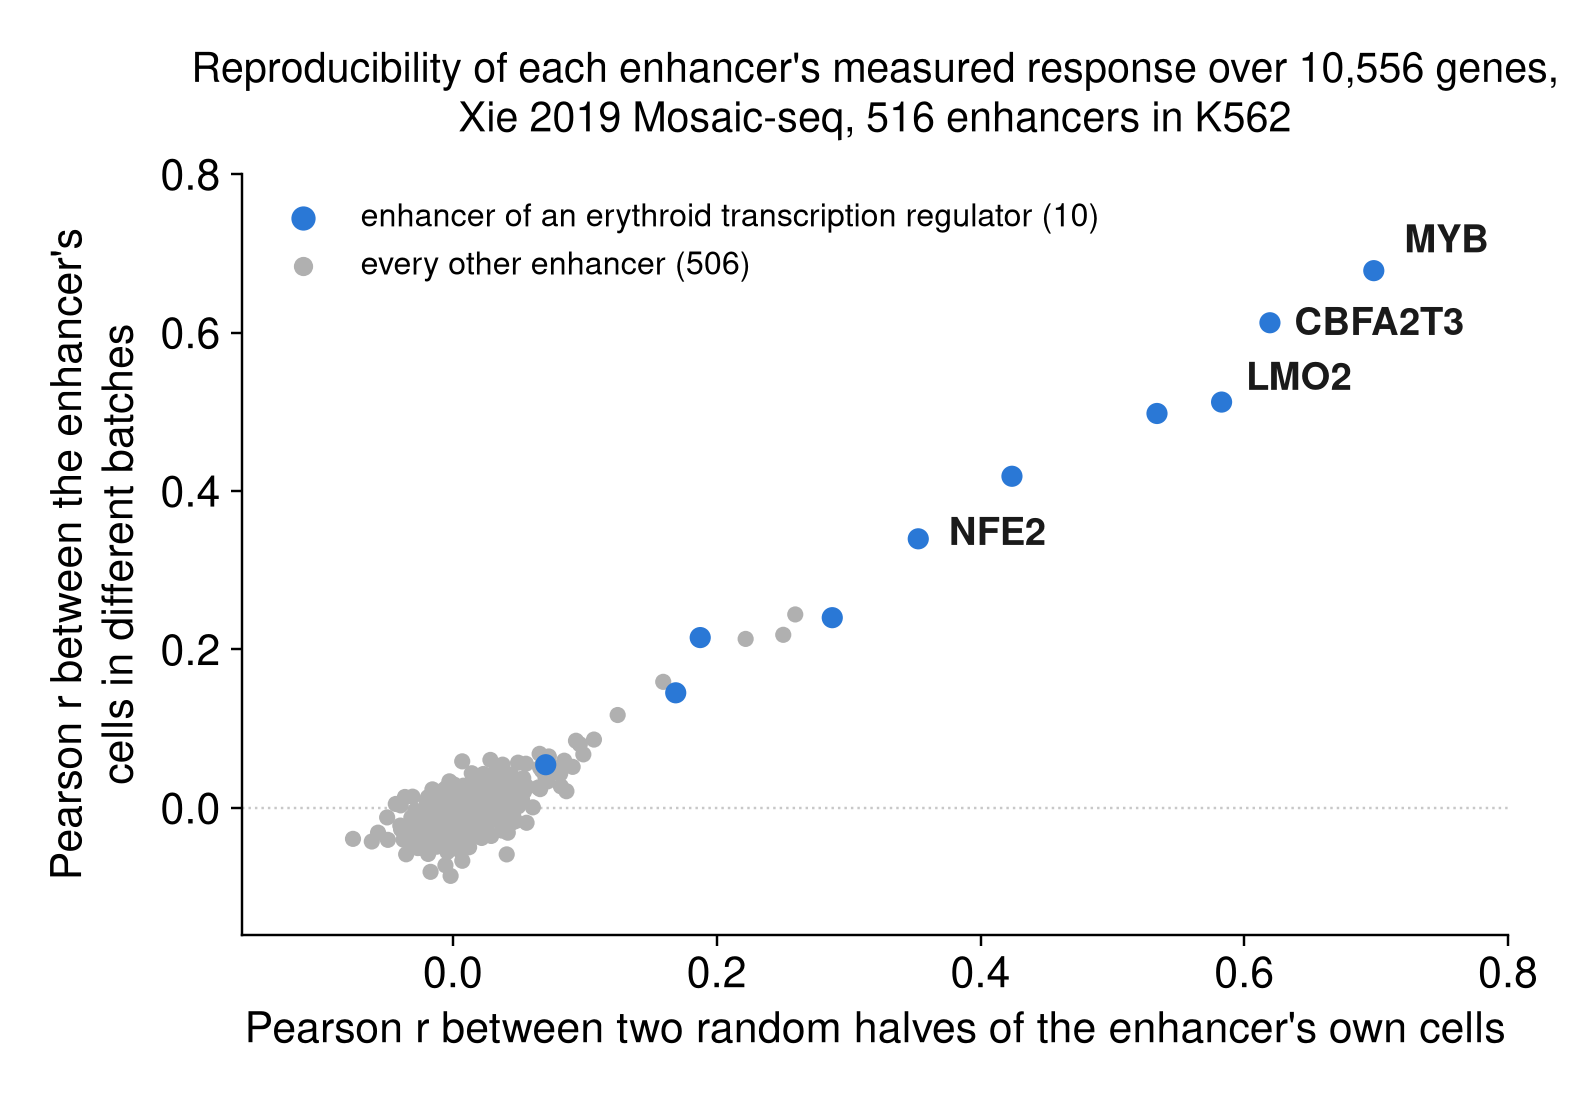 Reproducibility of each enhancer's measured response over 10,556 genes,
Xie 2019 Mosaic-seq, 516 enhancers in K562
enhancer of an erythroid transcription regulator (10)
every other enhancer (506)
MYB
CBFA2T3
LMO2
NFE2
Pearson r between the enhancer's
cells in different batches
0.8
0.6
0.4
0.2
0.0
0.0 0.2 0.4 0.6 0.8
Pearson r between two random halves of the enhancer's own cells